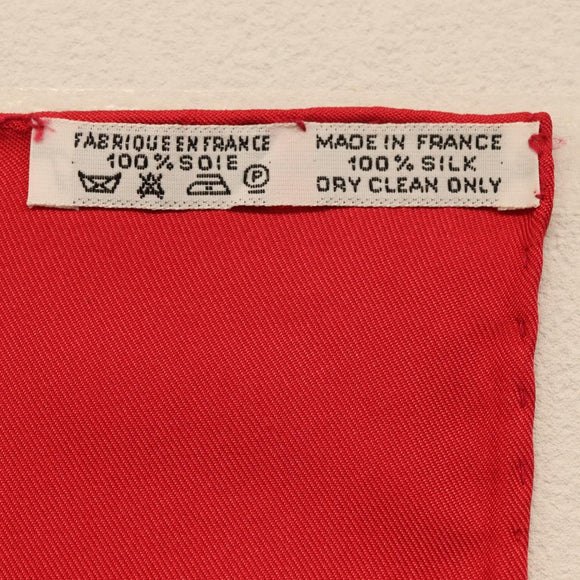 FABRIQUE EN FRANCE
100% SOIE
P
MADE IN FRANCE
100% SILK
DRY CLEAN ONLY